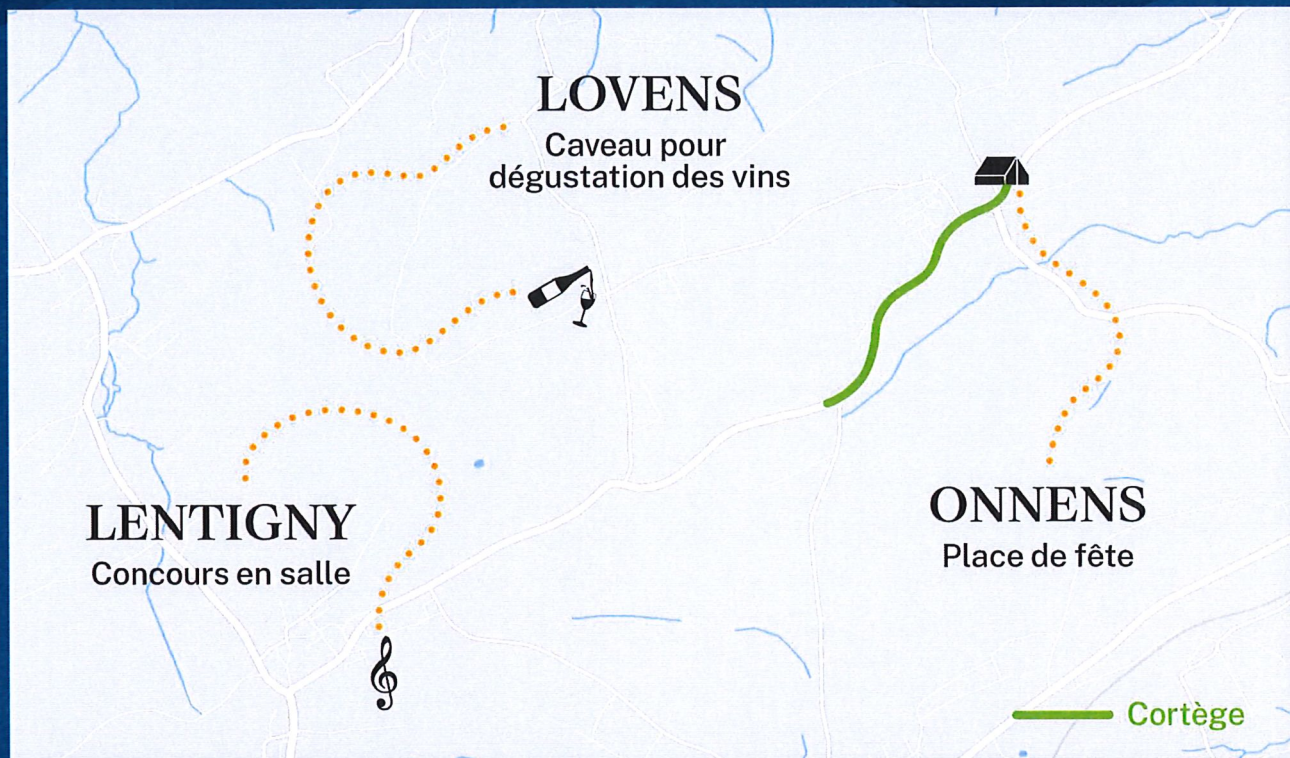 LOVENS
Caveau pour
dégustation des vins
LENTIGNY
Concours en salle
ONNENS
Place de fête
Cortège